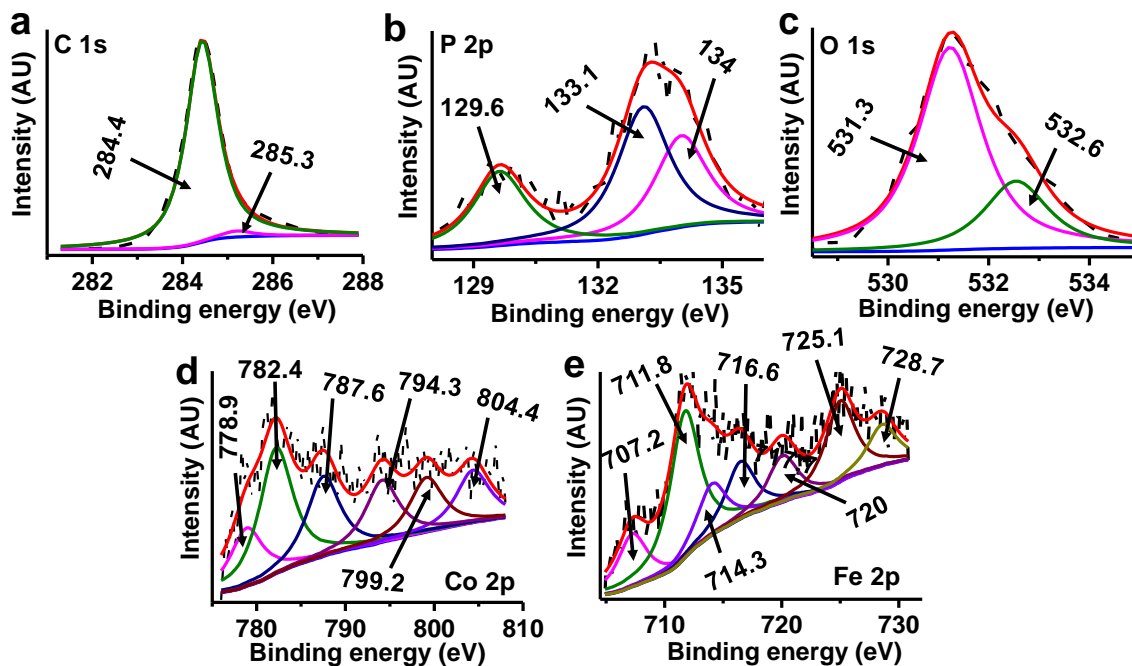 a
C 1s
284.4
285.3
Intensity (AU)
282 284 286 288
Binding energy (eV)
b
P 2p
129.6
133.1
134
Intensity (AU)
129 132 135
Binding energy (eV)
c
O 1s
531.3
532.6
Intensity (AU)
530 532 534
Binding energy (eV)
d
778.9
782.4
787.6
794.3
804.4
799.2
Co 2p
Intensity (AU)
780 790 800 810
Binding energy (eV)
e
707.2
711.8
716.6
725.1
728.7
714.3
720
Fe 2p
Intensity (AU)
710 720 730
Binding energy (eV)